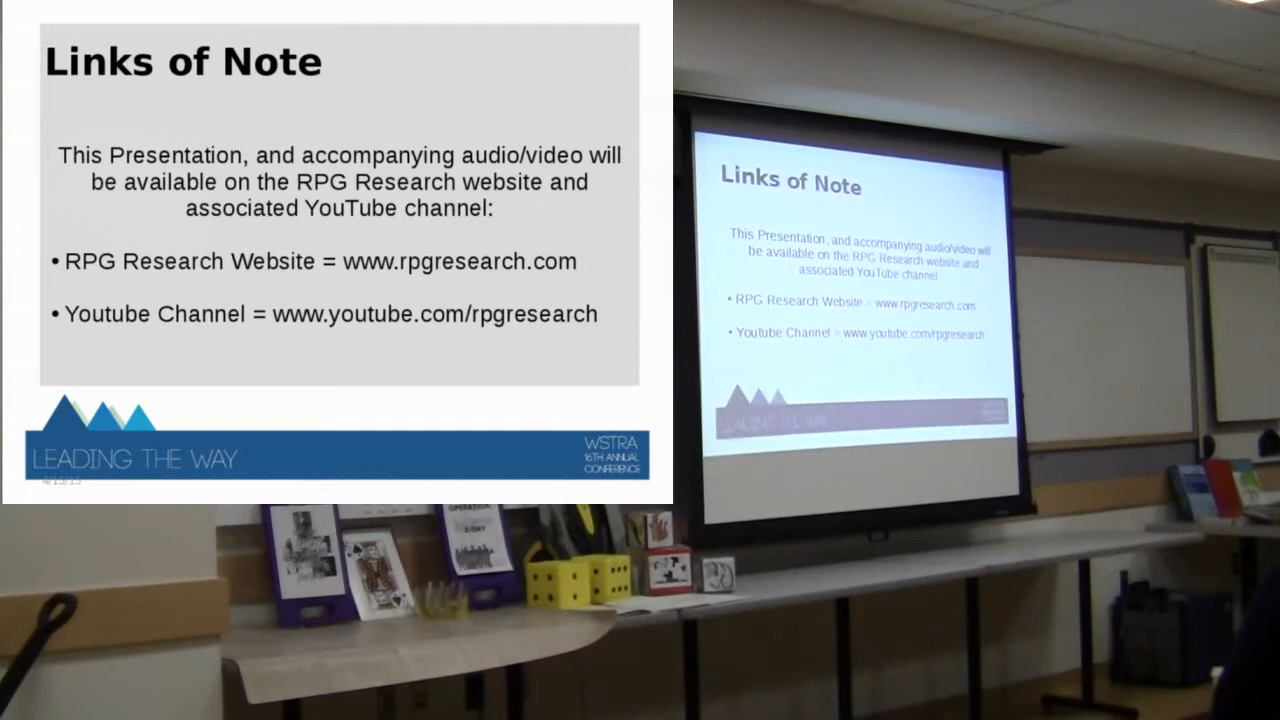 Links of Note
This Presentation, and accompanying audio/video will
be available on the RPG Research website and
associated YouTube channel:
• RPG Research Website = www.rpgresearch.com
• Youtube Channel = www.youtube.com/rpgresearch
LEADING THE WAY
WSTRA
16TH ANNUAL
CONFERENCE
4/13/15
Links of Note
This Presentation, and accompanying audio/video will
be available on the RPG Research website and
associated YouTube channel:
• RPG Research Website = www.rpgresearch.com
• Youtube Channel = www.youtube.com/rpgresearch
LEADING THE WAY
OPERATION